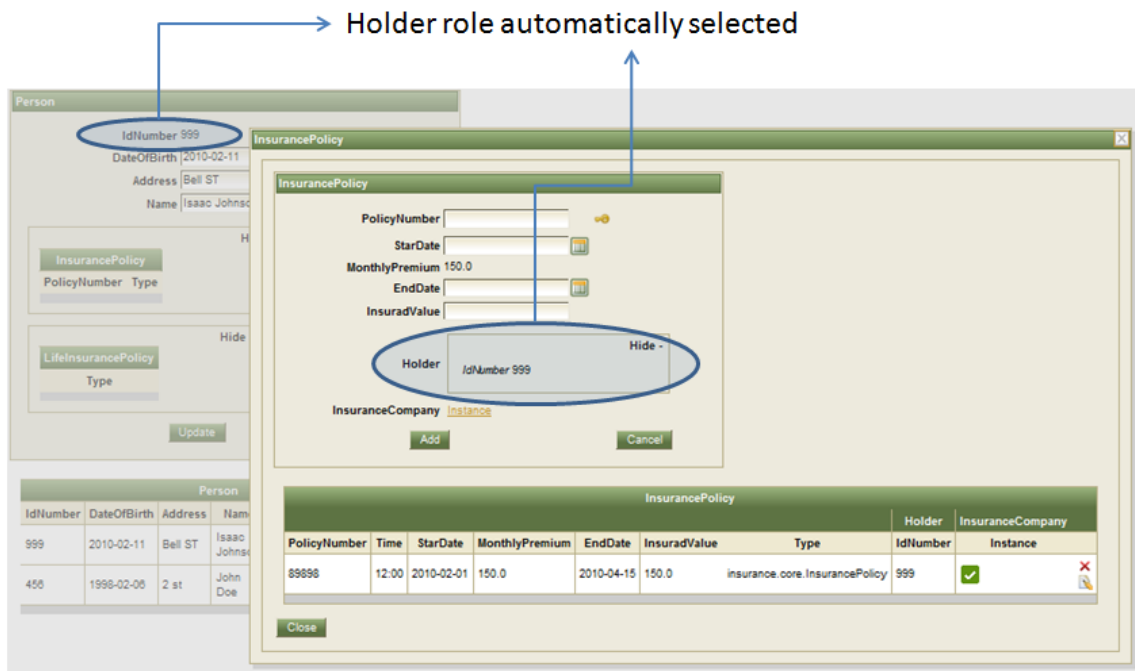 Holder role automatically selected
Person
IdNumber 999
DateOfBirth 2010-02-11
Address Bell ST
Name Isaac Johnsc
H
InsurancePolicy
PolicyNumber Type
Hide
LifeInsurancePolicy
Type
Update
Person
IdNumber DateOfBirth Address Nam
999 2010-02-11 Bell ST Isaac Johnso
456 1998-02-06 2 st John Doe
InsurancePolicy
InsurancePolicy
PolicyNumber
StarDate
MonthlyPremium 150.0
EndDate
InsuradValue
Hide -
Holder IdNumber 999
InsuranceCompany Instance
Add Cancel
InsurancePolicy
Holder InsuranceCompany
PolicyNumber Time StarDate MonthlyPremium EndDate InsuradValue Type IdNumber Instance
89898 12:00 2010-02-01 150.0 2010-04-15 150.0 insurance.core.InsurancePolicy 999
Close